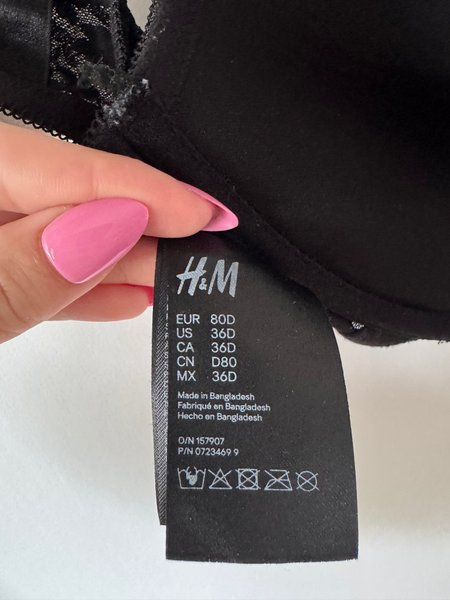 H&M
EUR 80D
US 36D
CA 36D
CN D80
MX 36D
Made in Bangladesh
Fabriqué en Bangladesh
Hecho en Bangladesh
O/N 157907
P/N 0723469 9